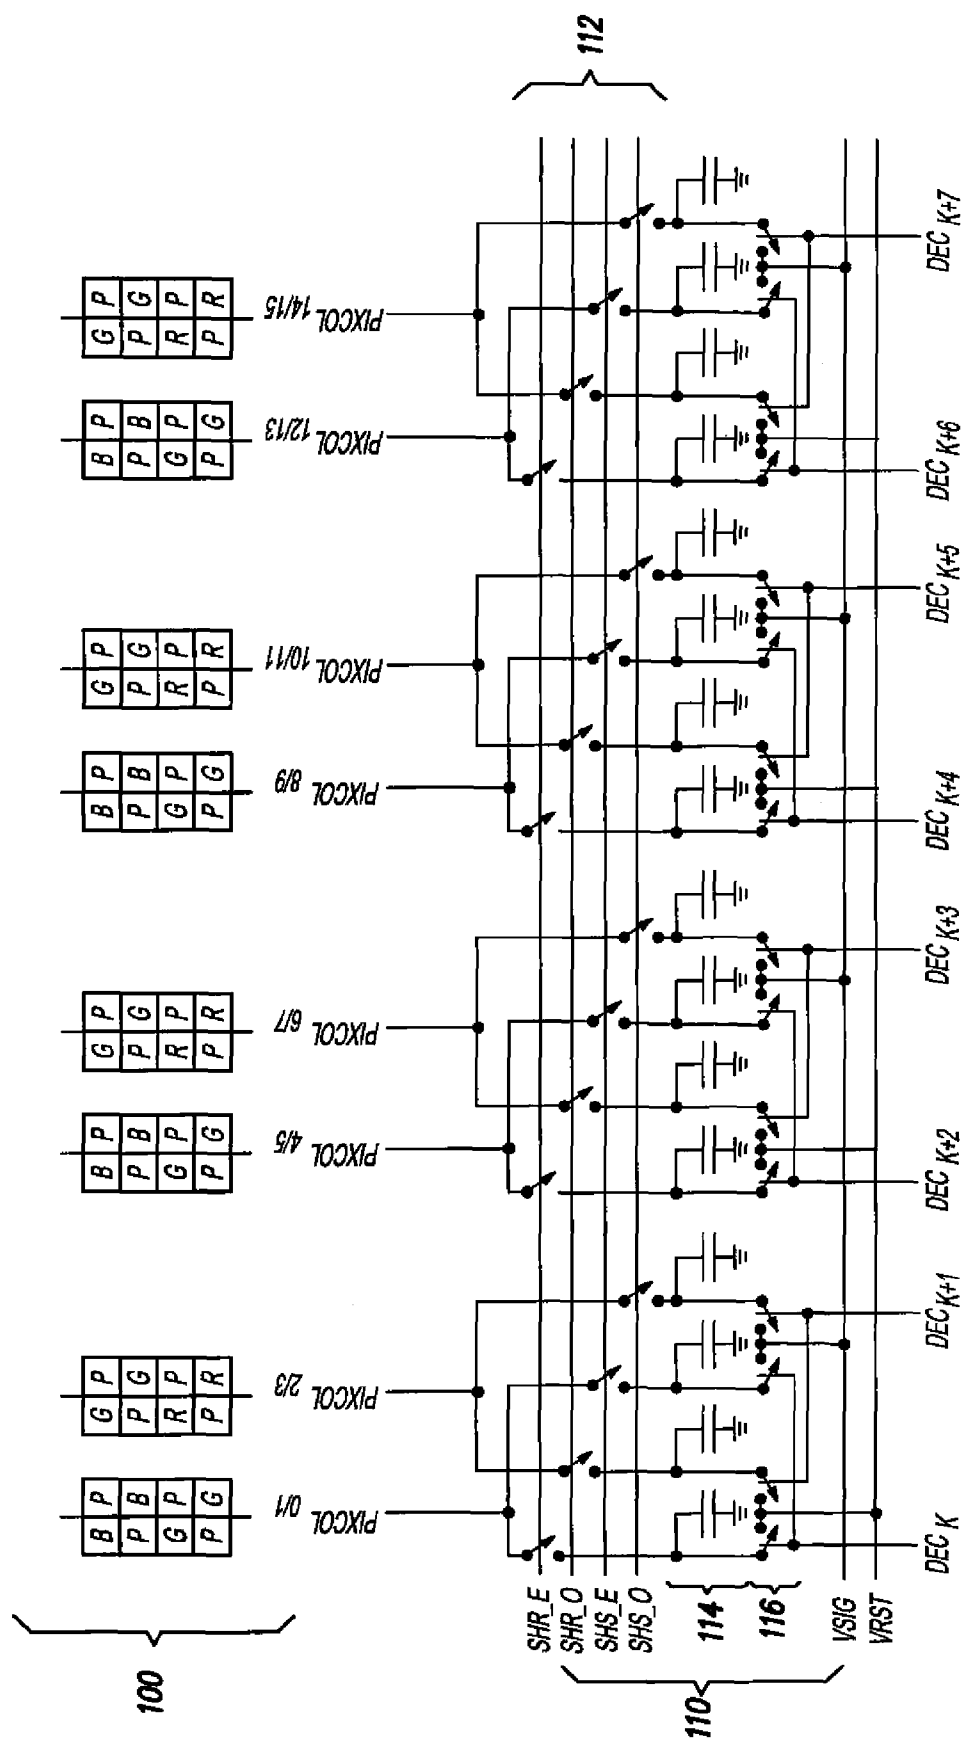 100
B P
P B
G P
P G
PIXCOL 0/1
G P
P G
R P
P R
PIXCOL 2/3
B P
P B
G P
P G
PIXCOL 4/5
G P
P G
R P
P R
PIXCOL 6/7
B P
P B
G P
P G
PIXCOL 8/9
G P
P G
R P
P R
PIXCOL 10/11
B P
P B
G P
P G
PIXCOL 12/13
G P
P G
R P
P R
PIXCOL 14/15
112
110
SHR_E
SHR_O
SHS_E
SHS_O
114
116
VSIG
VRST
DEC K
DEC K+1
DEC K+2
DEC K+3
DEC K+4
DEC K+5
DEC K+6
DEC K+7